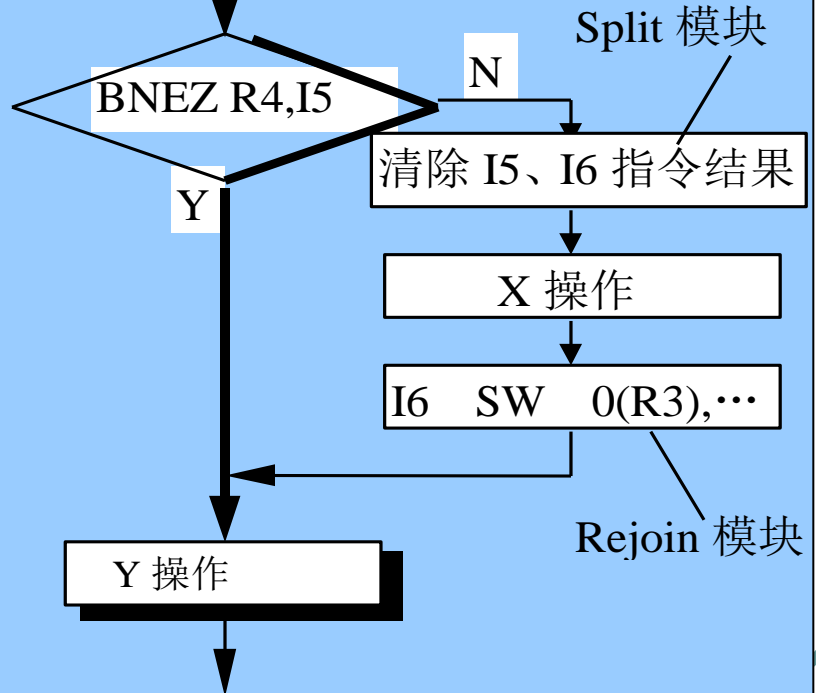 Split 模块
BNEZ R4,I5
N
清除 I5、I6 指令结果
Y
X 操作
I6 SW 0(R3),…
Rejoin 模块
Y 操作